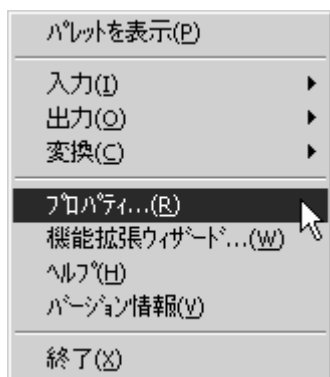 ﾊﾟﾚｯﾄを表示(P)
入力(I)
出力(O)
変換(C)
ﾌﾟﾛﾊﾟﾃｨ...(R)
機能拡張ｳｨｻﾞｰﾄﾞ...(W)
ﾍﾙﾌﾟ(H)
ﾊﾞｰｼﾞｮﾝ情報(V)
終了(X)